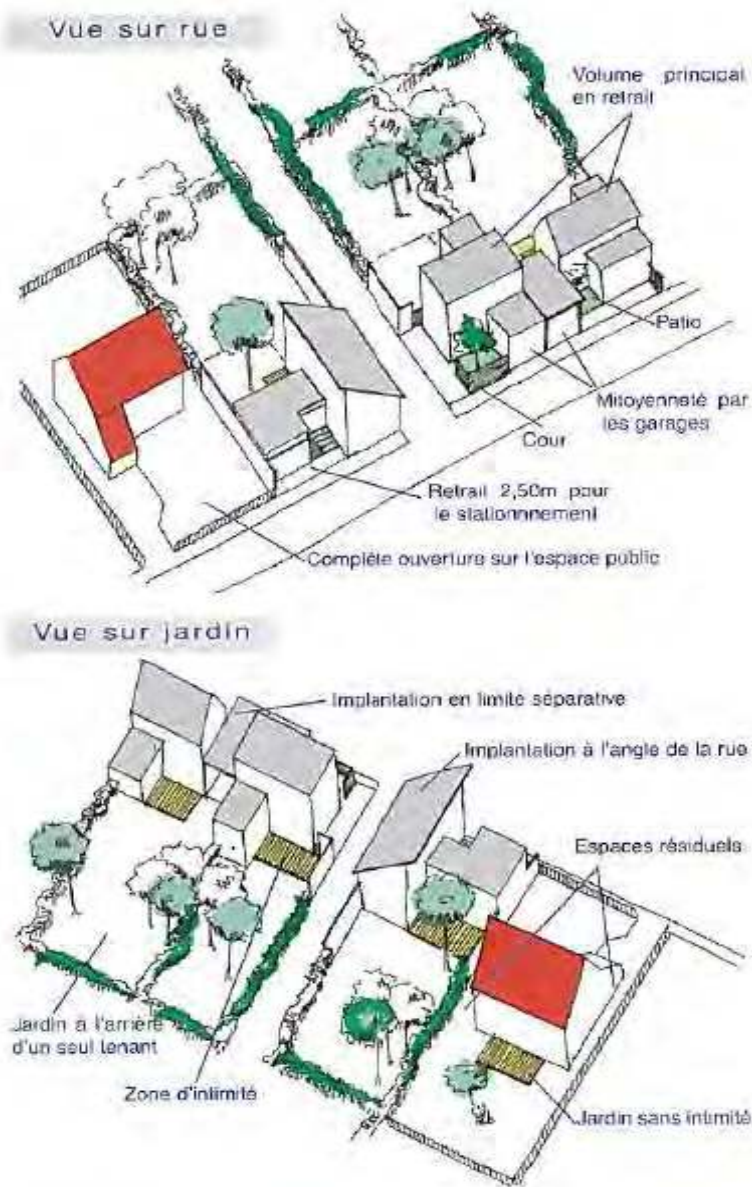 Vue sur rue
Volume principal
en retrait
Patio
Mitoyenneté par
les garages
Cour
Retrait 2,50m pour
le stationnnement
Complète ouverture sur l'espace public
Vue sur jardin
Implantation en limite séparative
Implantation à l'angle de la rue
Espaces résiduels
Jardin à l'arrière
d'un seul tenant
Zone d'intimité
Jardin sans intimité